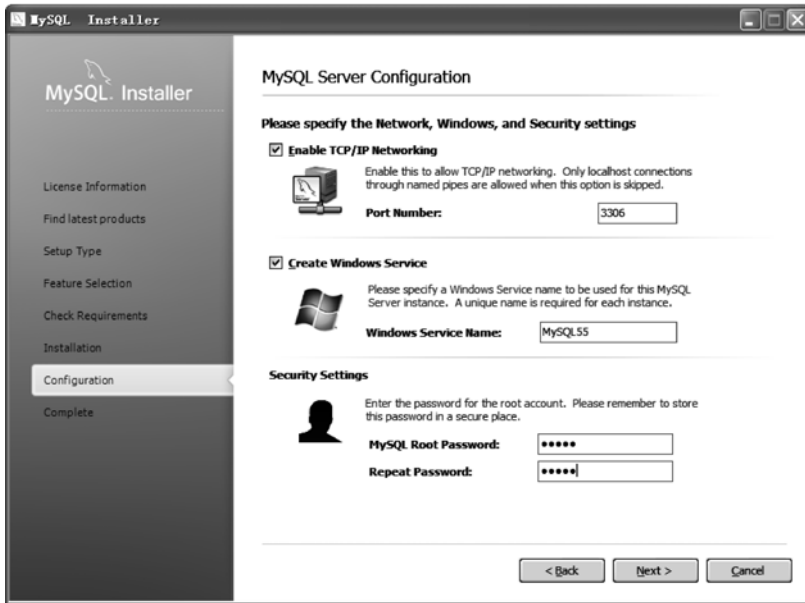 MySQL Installer
MySQL. Installer
License Information
Find latest products
Setup Type
Feature Selection
Check Requirements
Installation
Configuration
Complete
MySQL Server Configuration
Please specify the Network, Windows, and Security settings
Enable TCP/IP Networking
Enable this to allow TCP/IP networking. Only localhost connections
through named pipes are allowed when this option is skipped.
Port Number: 3306
Create Windows Service
Please specify a Windows Service name to be used for this MySQL
Server instance. A unique name is required for each instance.
Windows Service Name: MySQL55
Security Settings
Enter the password for the root account. Please remember to store
this password in a secure place.
MySQL Root Password: •••••
Repeat Password: •••••
< Back Next > Cancel